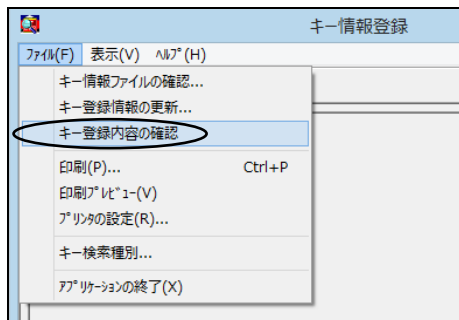 キー情報登録
ﾌｧｲﾙ(F) 表示(V) ﾍﾙﾌﾟ(H)
キー情報ファイルの確認...
キー登録情報の更新...
キー登録内容の確認
印刷(P)... Ctrl+P
印刷ﾌﾟﾚﾋﾞｭｰ(V)
ﾌﾟﾘﾝﾀの設定(R)...
キー検索種別...
ｱﾌﾟﾘｹｰｼｮﾝの終了(X)